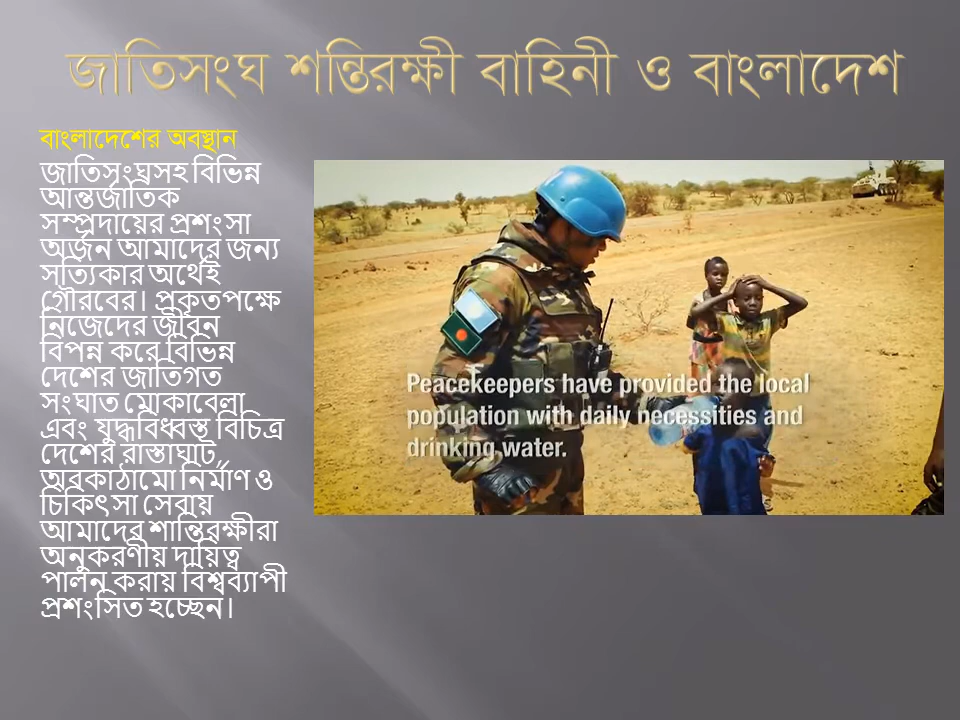 জাতিসংঘ শন্তিরক্ষী বাহিনী ও বাংলাদেশ
বাংলাদেশের অবস্থান
জাতিসংঘসহ বিভিন্ন
আন্তর্জাতিক
সম্প্রদায়ের প্রশংসা
অর্জন আমাদের জন্য
সত্যিকার অর্থেই
গৌরবের। প্রকৃতপক্ষে
নিজেদের জীবন
বিপন্ন করে বিভিন্ন
দেশের জাতিগত
সংঘাত মোকাবেলা
এবং যুদ্ধবিধ্বস্ত বিচিত্র
দেশের রাস্তাঘাট,
অবকাঠামো নির্মাণ ও
চিকিৎসা সেবায়
আমাদের শান্তিরক্ষীরা
অনুকরণীয় দায়িত্ব
পালন করায় বিশ্বব্যাপী
প্রশংসিত হচ্ছেন।
Peacekeepers have provided the local
population with daily necessities and
drinking water.